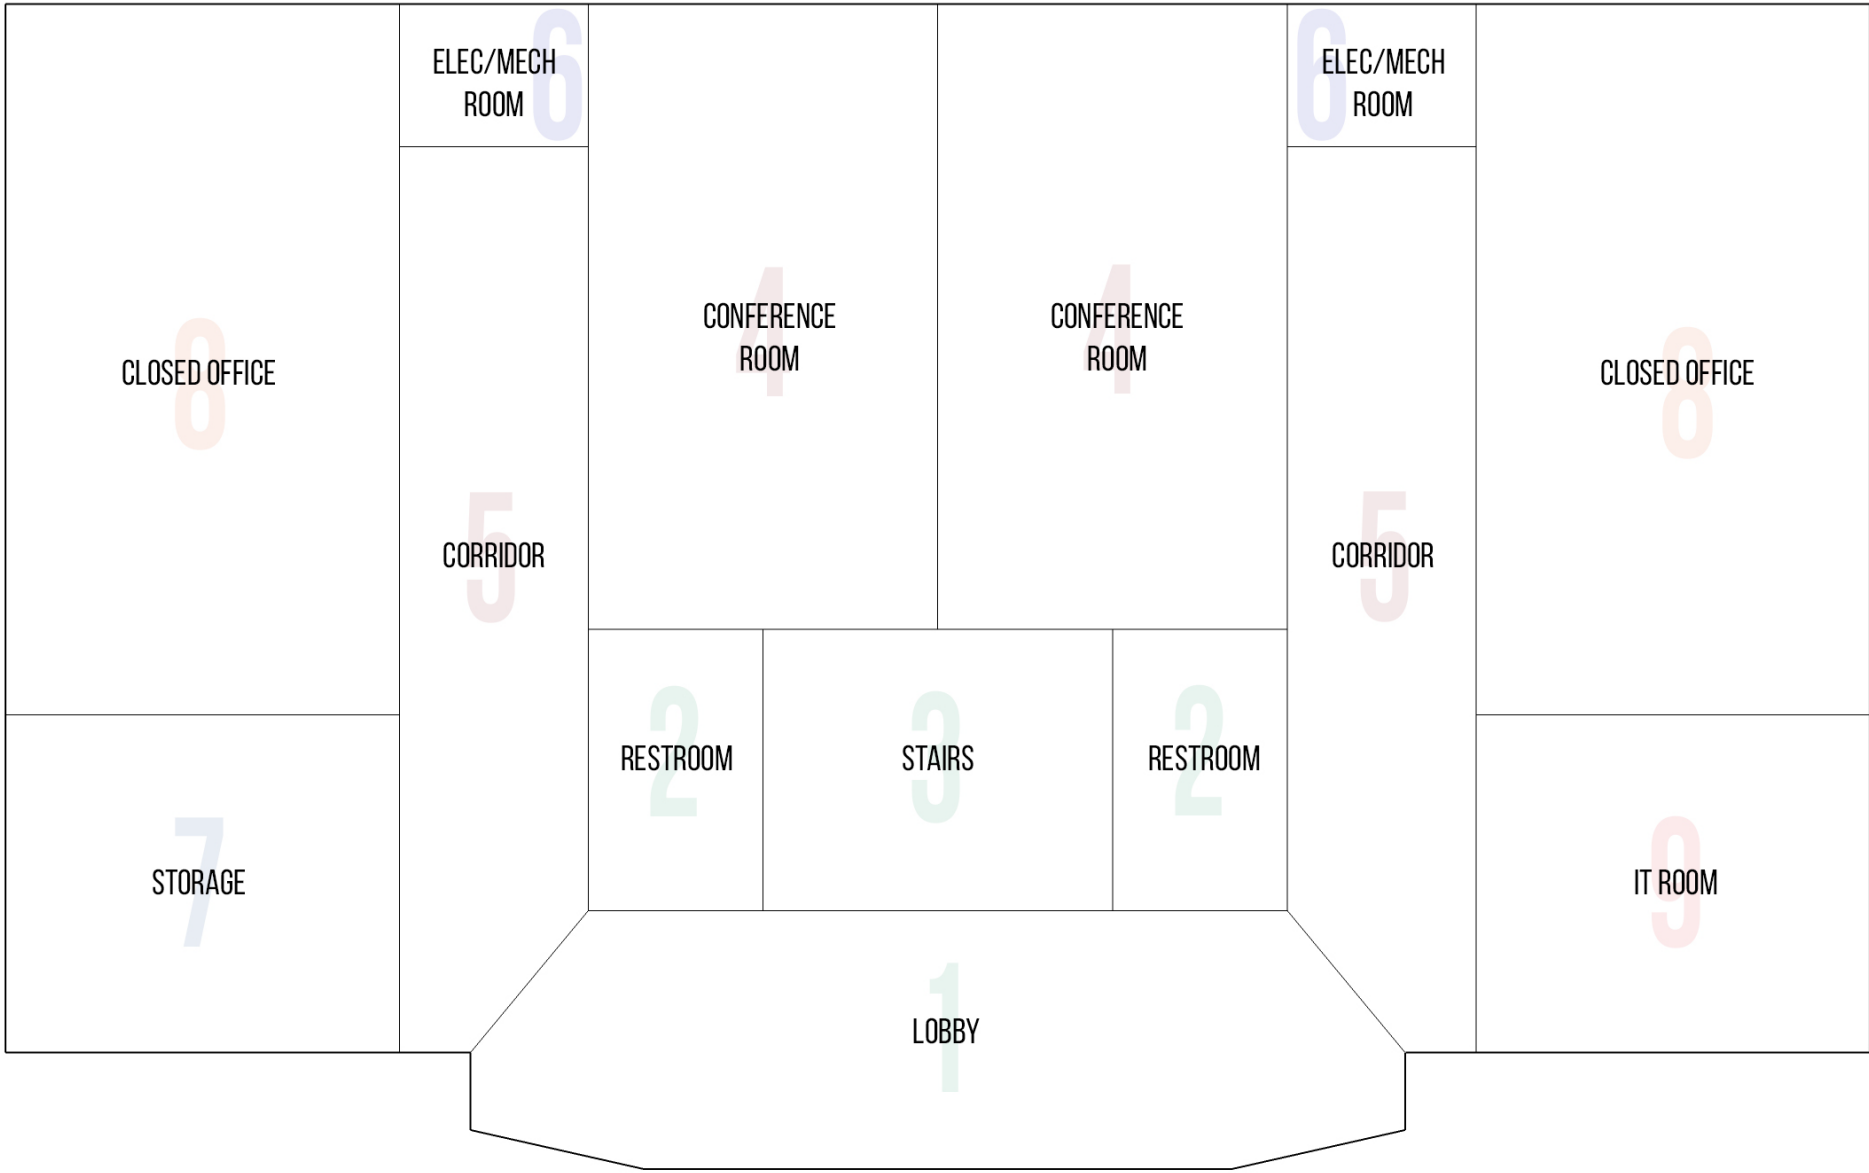 6
ELEC/MECH
ROOM
6
ELEC/MECH
ROOM
4
CONFERENCE
ROOM
4
CONFERENCE
ROOM
8
CLOSED OFFICE
8
CLOSED OFFICE
5
CORRIDOR
5
CORRIDOR
2
RESTROOM
3
STAIRS
2
RESTROOM
7
STORAGE
9
IT ROOM
1
LOBBY